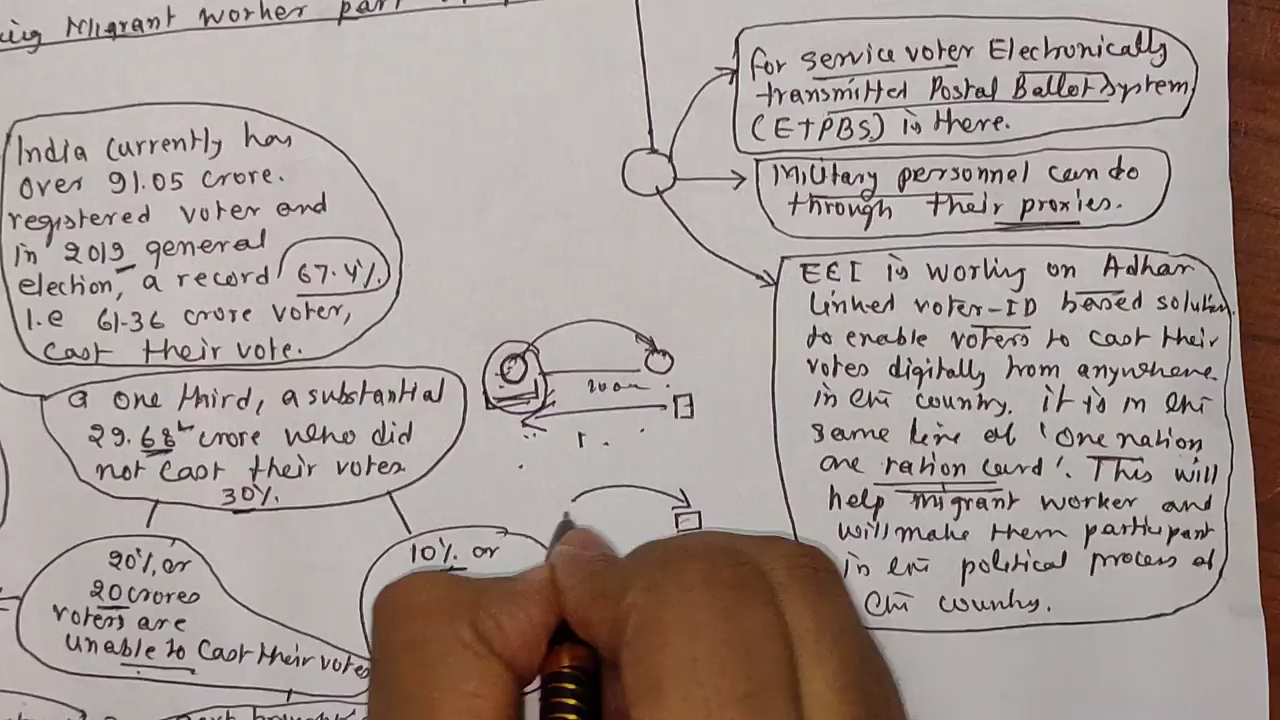 Migrant worker part
India currently has
over 91.05 crore.
registered voter and
in 2019 general
election, a record 67.4%.
I.e 61.36 crore voter,
cast their vote.
a one third, a substantial
29.68 crore who did
not cast their votes
30%.
20% or
20 crores
voters are
unable to cast their votes
10% or
200km
for service voter Electronically
transmitted Postal Ballot System
(ETPBS) is there.
Military personnel can do
through their proxies.
EEI is working on Adhar
linked voter-ID based solution
to enable voters to cast their
votes digitally from anywhere
in the country. it is in the
same line of 'One nation
one ration card'. This will
help migrant worker and
will make them participant
in the political process of
the country.